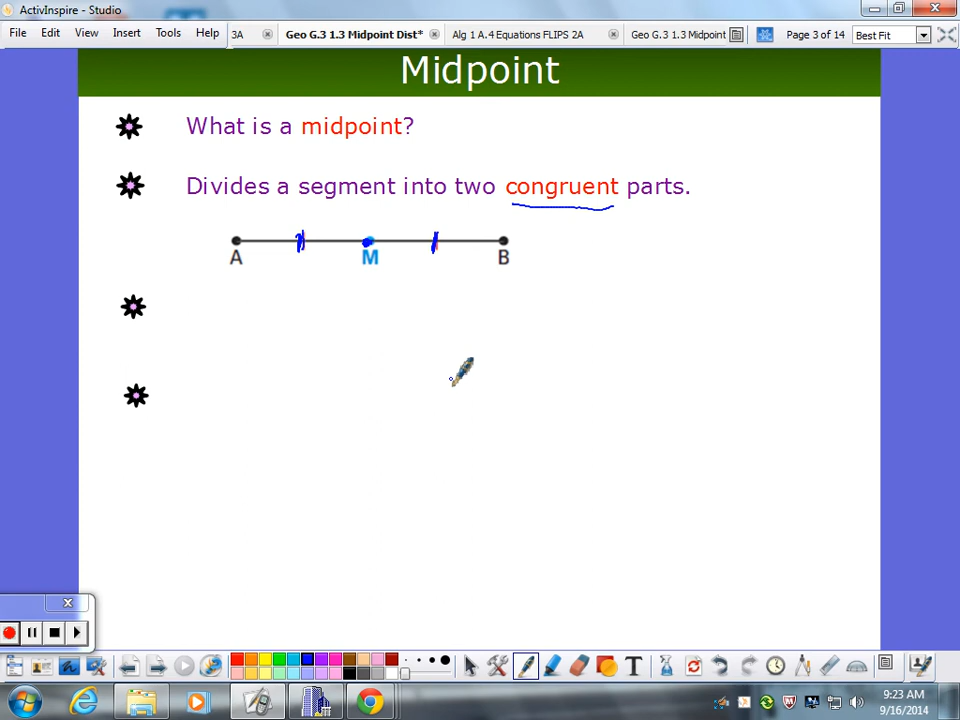 ActivInspire - Studio
File Edit View Insert Tools Help 3A Geo G.3 1.3 Midpoint Dist* Alg 1 A.4 Equations FLIPS 2A Geo G.3 1.3 Midpoint Page 3 of 14 Best Fit
Midpoint
What is a midpoint?
Divides a segment into two congruent parts.
A M B
T
9:23 AM
9/16/2014